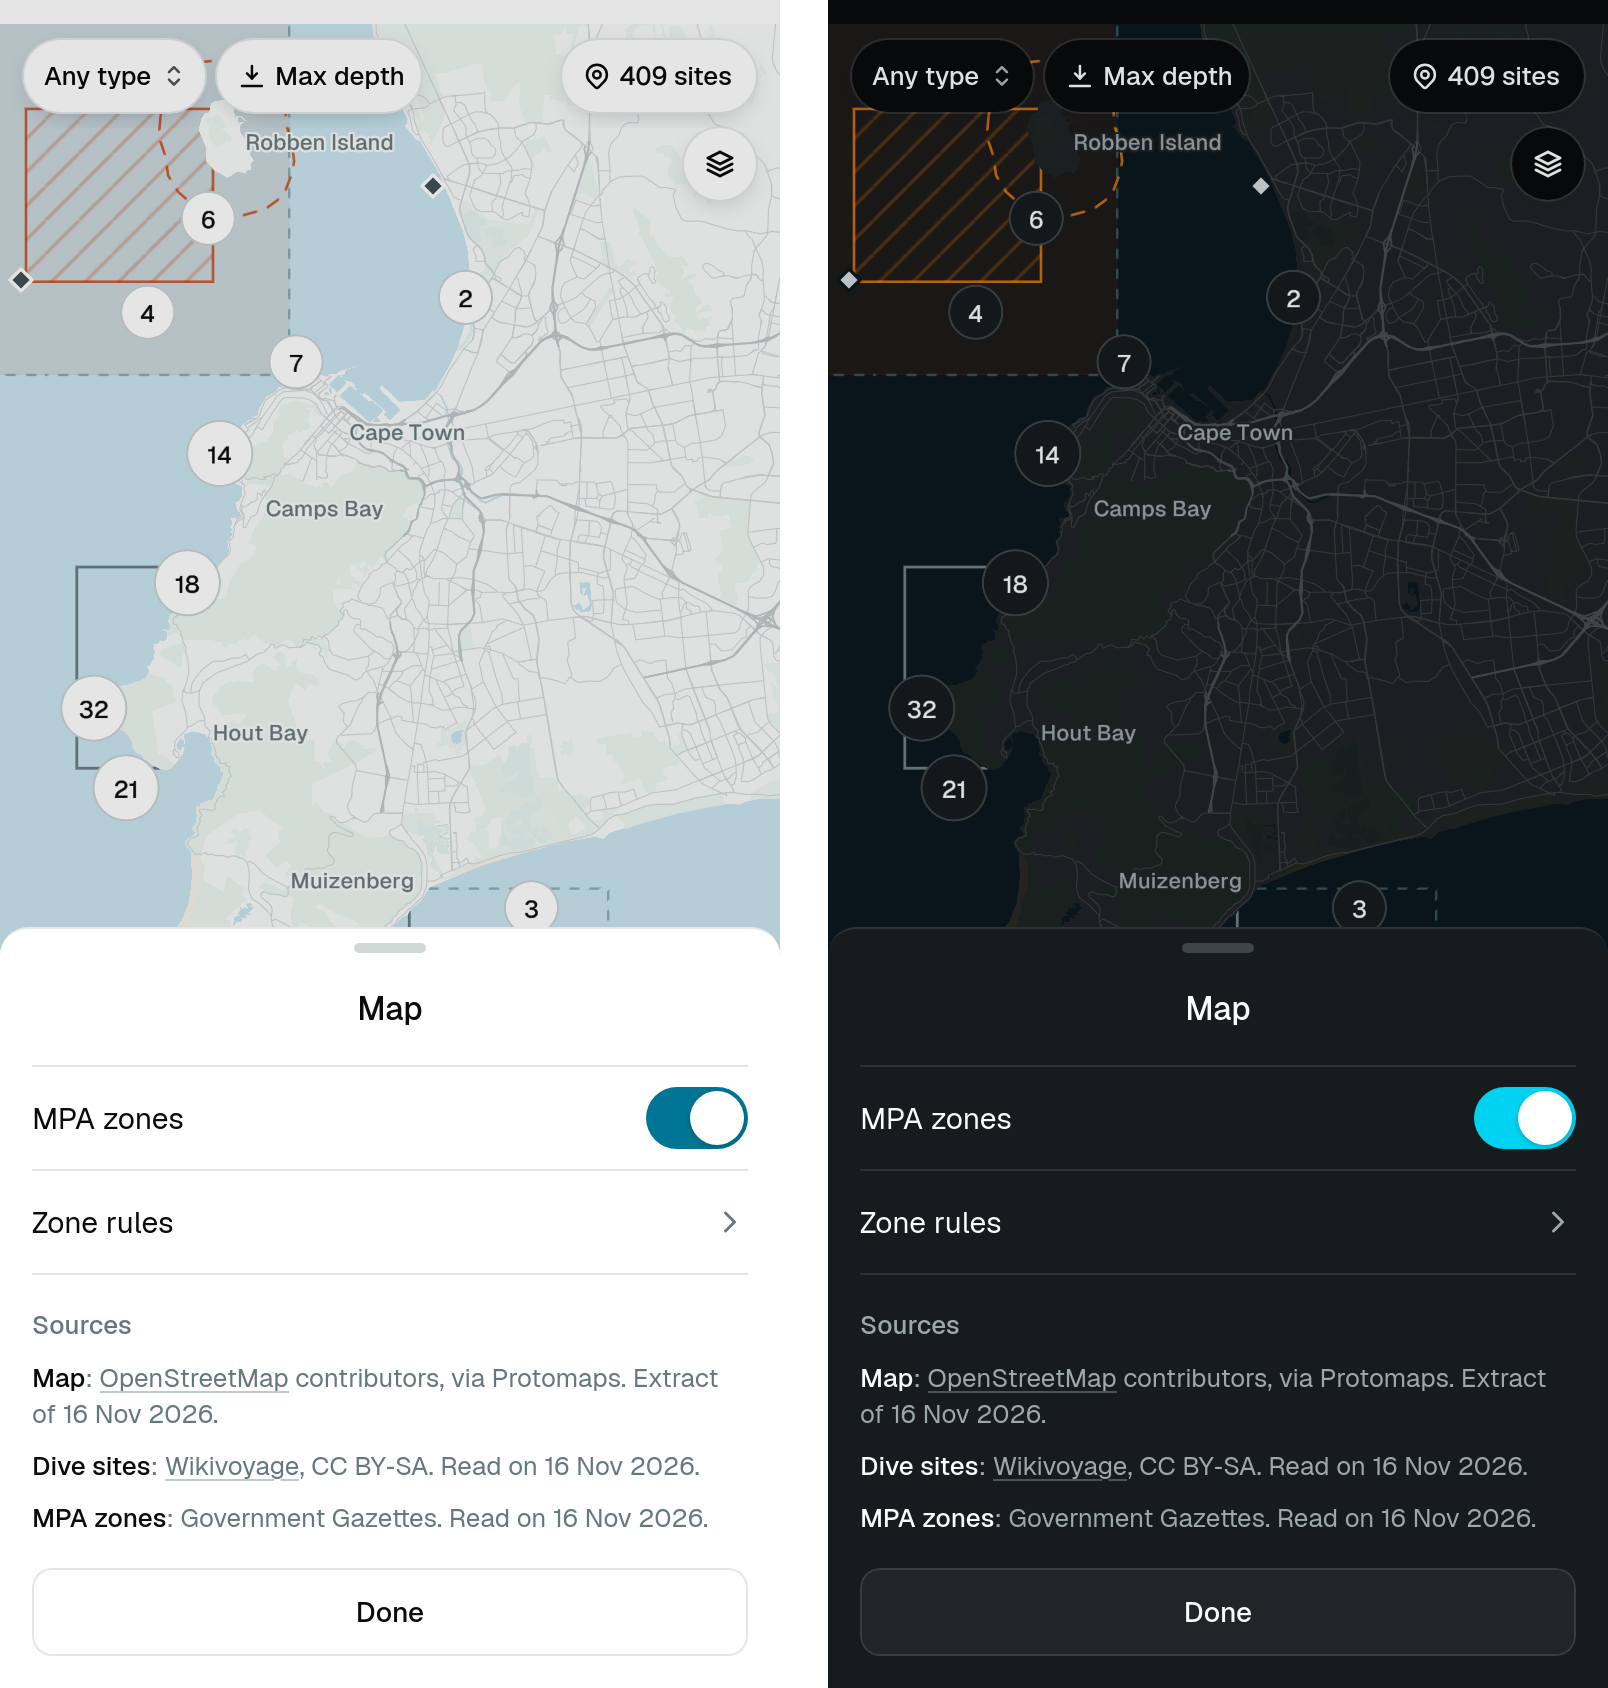 Any type
Max depth
409 sites
Robben Island
6
2
4
7
Cape Town
14
Camps Bay
18
32
Hout Bay
21
Muizenberg
3
Map
MPA zones
Zone rules
Sources
Map: OpenStreetMap contributors, via Protomaps. Extract
of 16 Nov 2026.
Dive sites: Wikivoyage, CC BY-SA. Read on 16 Nov 2026.
MPA zones: Government Gazettes. Read on 16 Nov 2026.
Done
Any type
Max depth
409 sites
Robben Island
6
2
4
7
Cape Town
14
Camps Bay
18
32
Hout Bay
21
Muizenberg
3
Map
MPA zones
Zone rules
Sources
Map: OpenStreetMap contributors, via Protomaps. Extract
of 16 Nov 2026.
Dive sites: Wikivoyage, CC BY-SA. Read on 16 Nov 2026.
MPA zones: Government Gazettes. Read on 16 Nov 2026.
Done